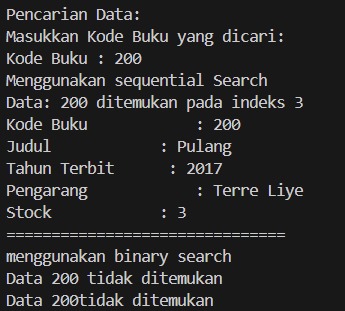 Pencarian Data:
Masukkan Kode Buku yang dicari:
Kode Buku : 200
Menggunakan sequential Search
Data: 200 ditemukan pada indeks 3
Kode Buku : 200
Judul : Pulang
Tahun Terbit : 2017
Pengarang : Terre Liye
Stock : 3
===============================
menggunakan binary search
Data 200 tidak ditemukan
Data 200tidak ditemukan